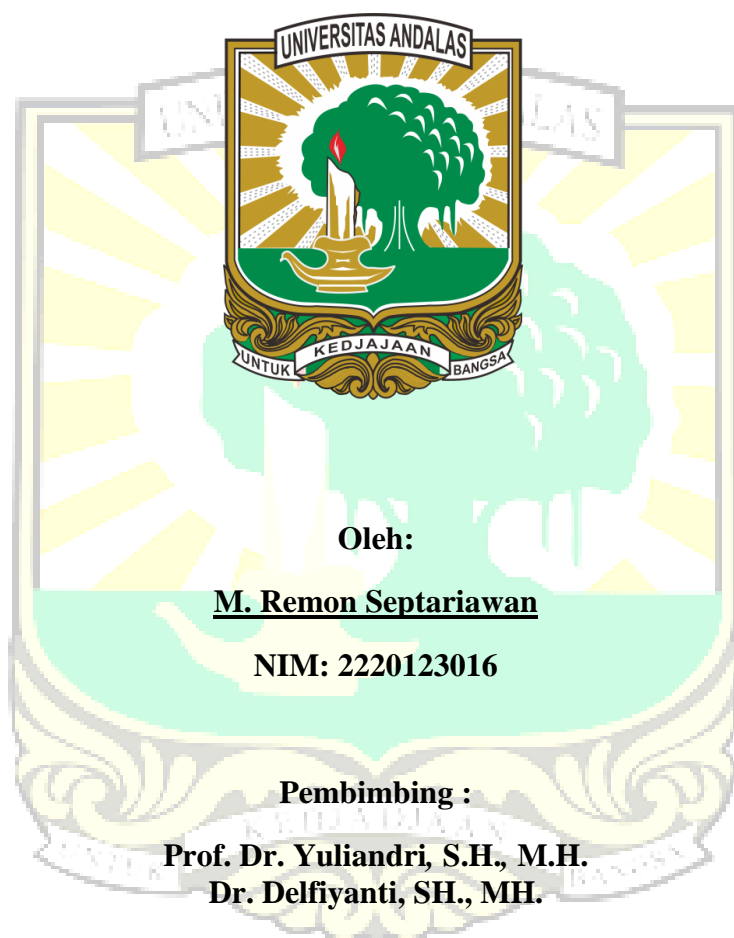 UNIVERSITAS ANDALAS
UNTUK KEDJAJAAN BANGSA
Oleh:
M. Remon Septariawan
NIM: 2220123016
Pembimbing :
Prof. Dr. Yuliandri, S.H., M.H.
Dr. Delfiyanti, SH., MH.